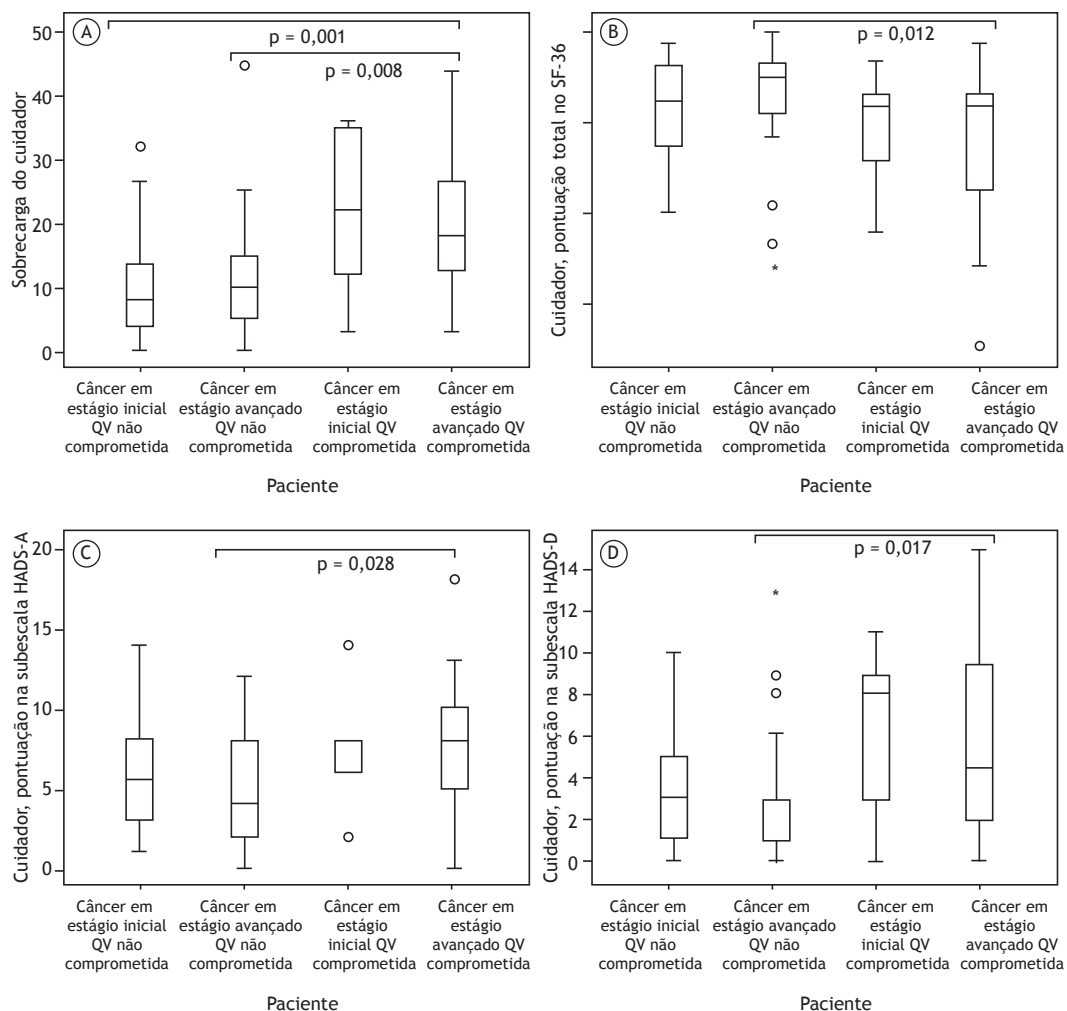 A
50
40
30
20
10
0
Sobrecarga do cuidador
p = 0,001
p = 0,008
Câncer em
estágio inicial
QV não
comprometida
Câncer em
estágio avançado
QV não
comprometida
Câncer em
estágio
inicial QV
comprometida
Câncer em
estágio
avançado QV
comprometida
Paciente
B
Cuidador, pontuação total no SF-36
p = 0,012
*
Câncer em
estágio inicial
QV não
comprometida
Câncer em
estágio avançado
QV não
comprometida
Câncer em
estágio
inicial QV
comprometida
Câncer em
estágio
avançado QV
comprometida
Paciente
C
20
15
10
5
0
Cuidador, pontuação na subescala HADS-A
p = 0,028
Câncer em
estágio inicial
QV não
comprometida
Câncer em
estágio avançado
QV não
comprometida
Câncer em
estágio
inicial QV
comprometida
Câncer em
estágio
avançado QV
comprometida
Paciente
D
14
12
10
8
6
4
2
0
Cuidador, pontuação na subescala HADS-D
p = 0,017
*
Câncer em
estágio inicial
QV não
comprometida
Câncer em
estágio avançado
QV não
comprometida
Câncer em
estágio
inicial QV
comprometida
Câncer em
estágio
avançado QV
comprometida
Paciente